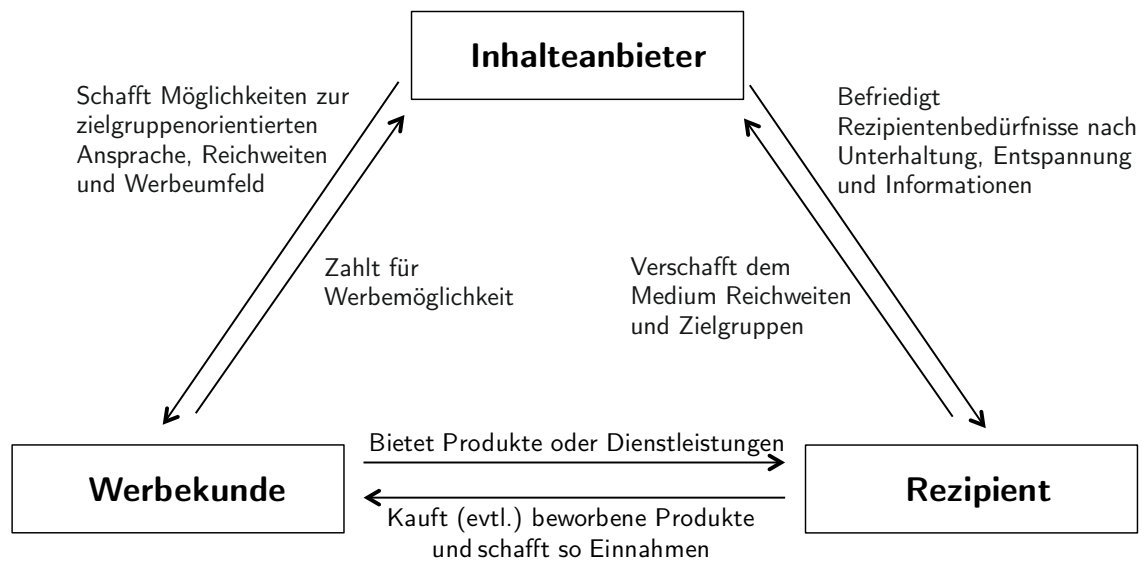 Inhalteanbieter
Schafft Möglichkeiten zur
zielgruppenorientierten
Ansprache, Reichweiten
und Werbeumfeld
Befriedigt
Rezipientenbedürfnisse nach
Unterhaltung, Entspannung
und Informationen
Zahlt für
Werbemöglichkeit
Verschafft dem
Medium Reichweiten
und Zielgruppen
Werbekunde
Bietet Produkte oder Dienstleistungen
Kauft (evtl.) beworbene Produkte
und schafft so Einnahmen
Rezipient